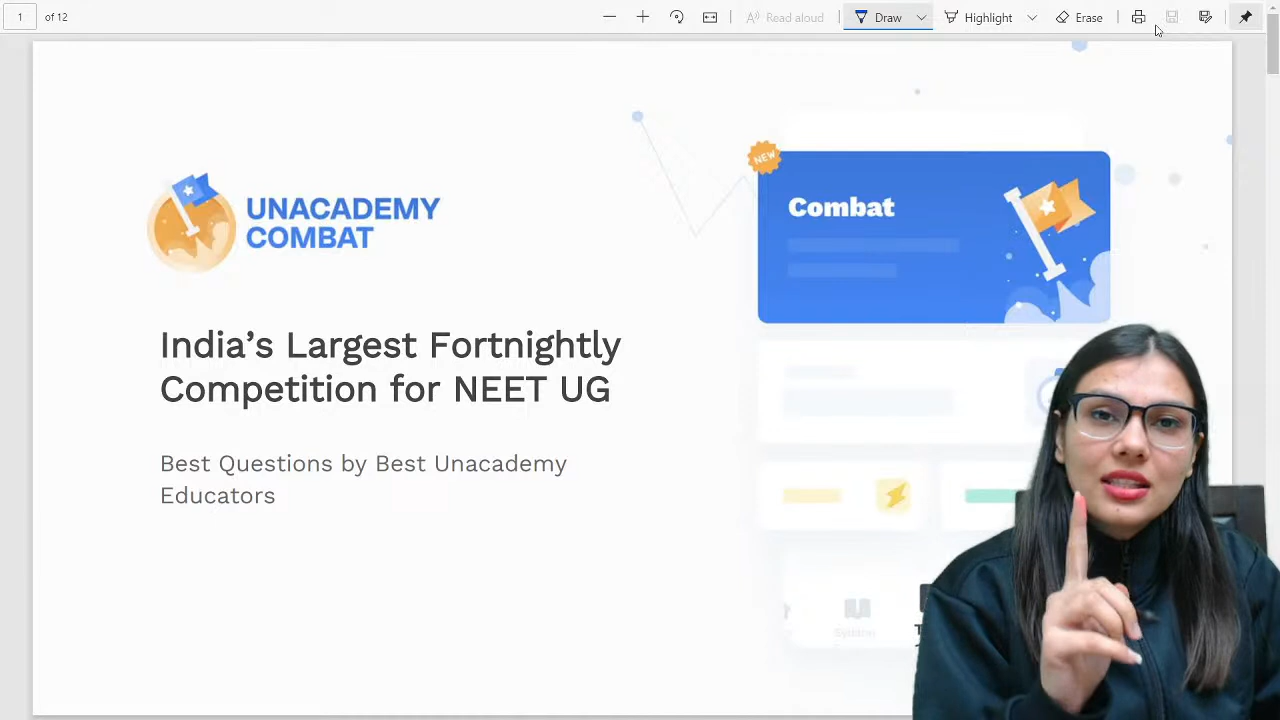 1 of 12 Read aloud Draw Highlight Erase
UNACADEMY
COMBAT
NEW
Combat
India's Largest Fortnightly
Competition for NEET UG
Best Questions by Best Unacademy
Educators
Syllabus